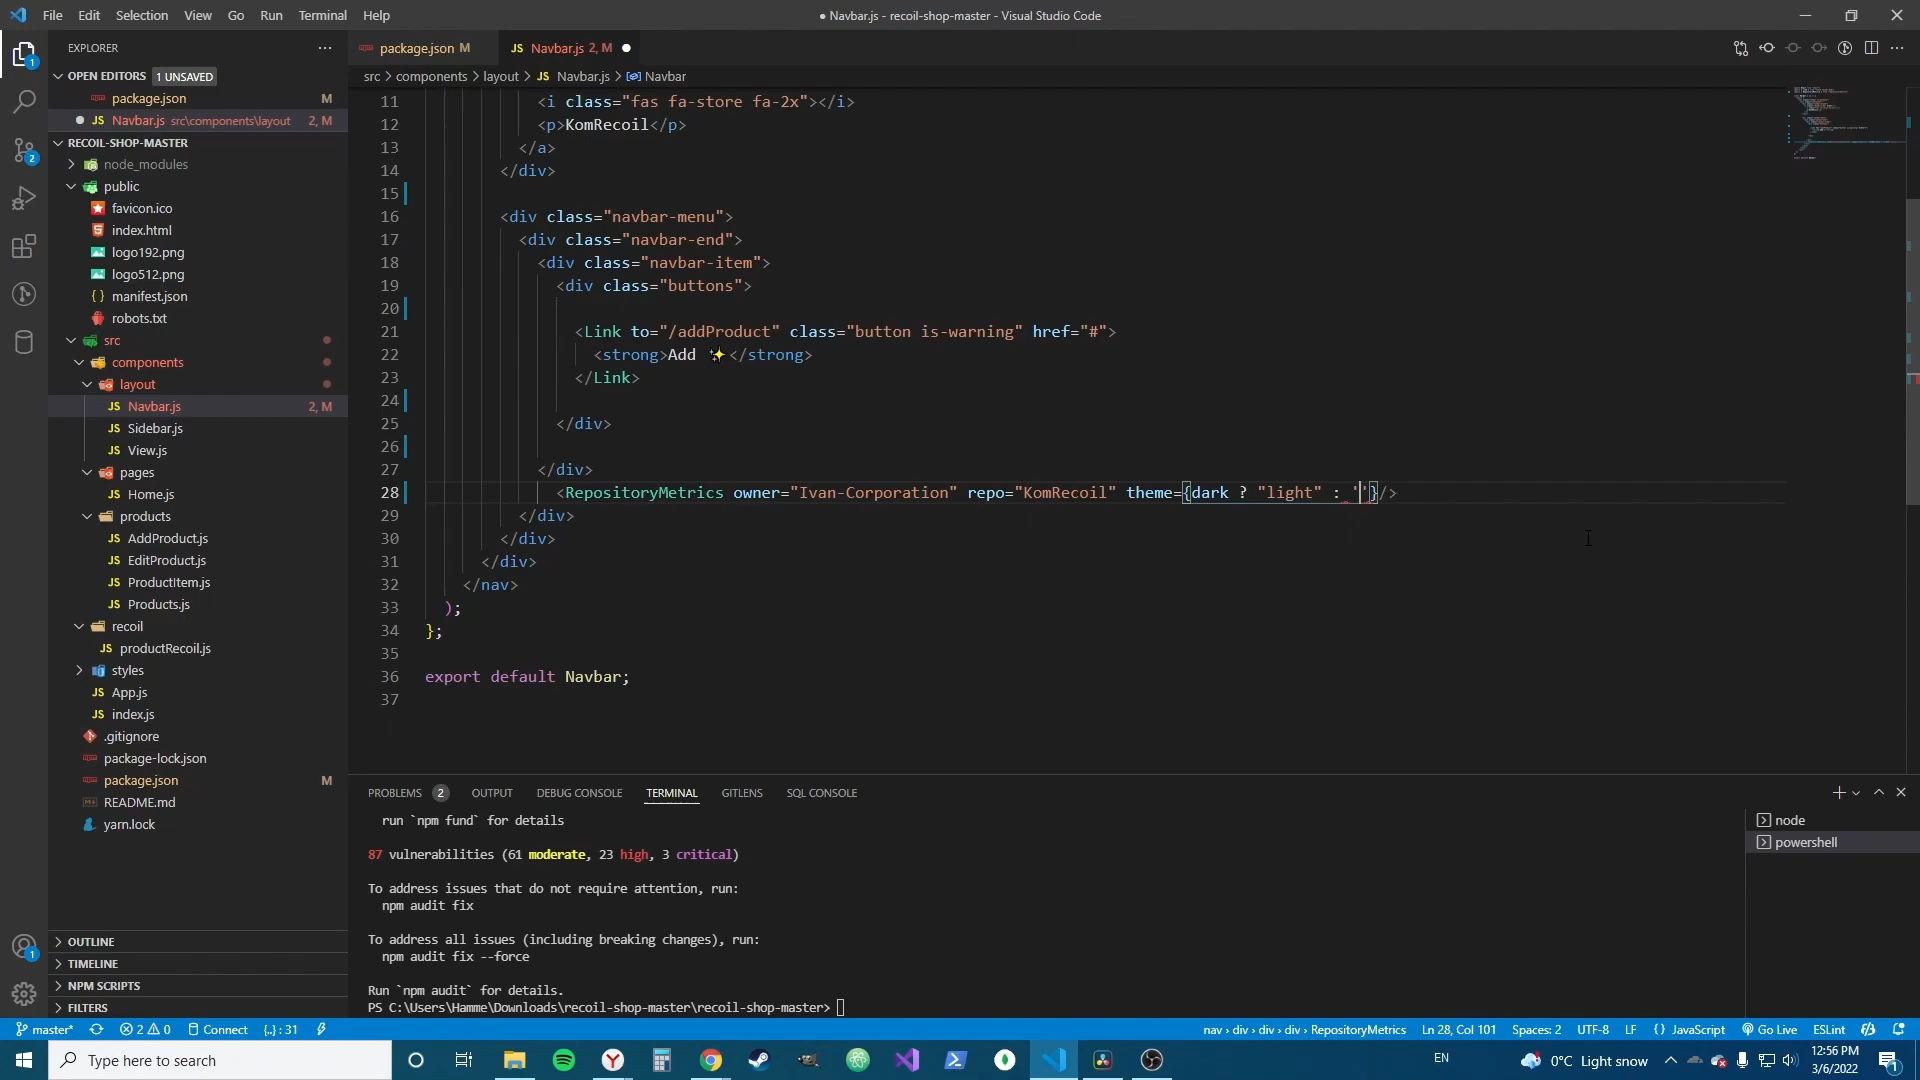 File Edit Selection View Go Run Terminal Help
● Navbar.js - recoil-shop-master - Visual Studio Code
EXPLORER
OPEN EDITORS 1 UNSAVED
package.json M
JS Navbar.js src\components\layout 2, M
RECOIL-SHOP-MASTER
node_modules
public
favicon.ico
index.html
logo192.png
logo512.png
manifest.json
robots.txt
src
components
layout
JS Navbar.js 2, M
JS Sidebar.js
JS View.js
pages
JS Home.js
products
JS AddProduct.js
JS EditProduct.js
JS ProductItem.js
JS Products.js
recoil
JS productRecoil.js
styles
JS App.js
JS index.js
.gitignore
package-lock.json
package.json M
README.md
yarn.lock
OUTLINE
TIMELINE
NPM SCRIPTS
FILTERS
1
2
1
package.json M
JS Navbar.js 2, M
src > components > layout > JS Navbar.js > Navbar
11 <i class="fas fa-store fa-2x"></i>
12 <p>KomRecoil</p>
13 </a>
14 </div>
15
16 <div class="navbar-menu">
17 <div class="navbar-end">
18 <div class="navbar-item">
19 <div class="buttons">
20
21 <Link to="/addProduct" class="button is-warning" href="#">
22 <strong>Add ✨</strong>
23 </Link>
24
25 </div>
26
27 </div>
28 <RepositoryMetrics owner="Ivan-Corporation" repo="KomRecoil" theme={dark ? "light" : ''}/>
29 </div>
30 </div>
31 </div>
32 </nav>
33 );
34 };
35
36 export default Navbar;
37
PROBLEMS 2 OUTPUT DEBUG CONSOLE TERMINAL GITLENS SQL CONSOLE
run `npm fund` for details
87 vulnerabilities (61 moderate, 23 high, 3 critical)
To address issues that do not require attention, run:
npm audit fix
To address all issues (including breaking changes), run:
npm audit fix --force
Run `npm audit` for details.
PS C:\Users\Hamme\Downloads\recoil-shop-master\recoil-shop-master>
node
powershell
master* 2 0 Connect {..} : 31
nav > div > div > div > RepositoryMetrics Ln 28, Col 101 Spaces: 2 UTF-8 LF { } JavaScript Go Live ESLint
Type here to search
EN
0°C Light snow
12:56 PM
3/6/2022
1